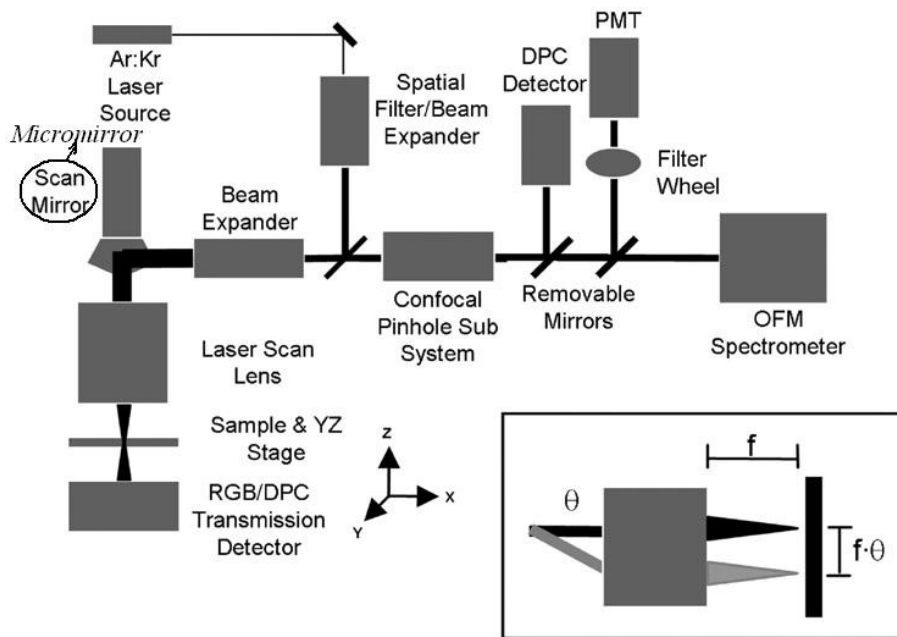 PMT
DPC
Detector
Ar:Kr
Laser
Source
Spatial
Filter/Beam
Expander
Micromirror
Scan
Mirror
Beam
Expander
Filter
Wheel
Confocal
Pinhole Sub
System
Removable
Mirrors
OFM
Spectrometer
Laser Scan
Lens
Sample & YZ
Stage
RGB/DPC
Transmission
Detector
Z
X
Y
f
θ
f·θ